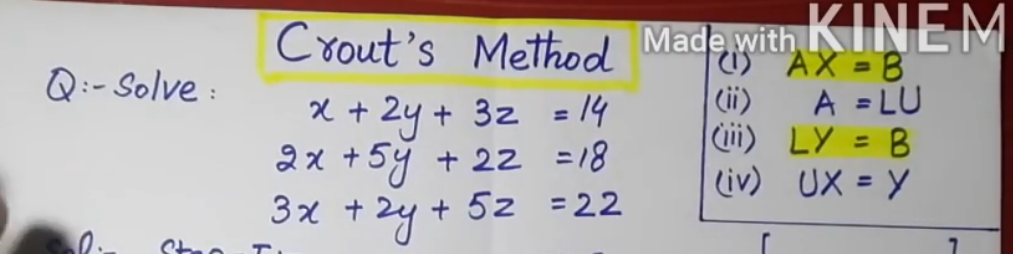 Crout's Method
Made with KINEM
Q:- Solve :
x + 2y + 3z = 14
2x + 5y + 2z = 18
3x + 2y + 5z = 22
(i) AX = B
(ii) A = LU
(iii) LY = B
(iv) UX = Y